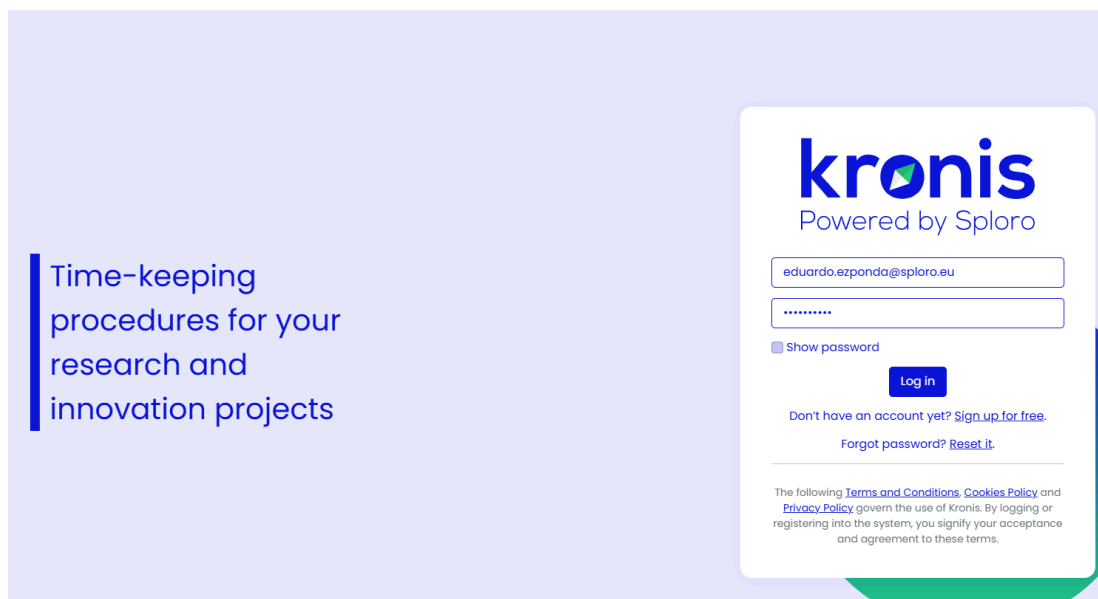 Time-keeping
procedures for your
research and
innovation projects
kronis
Powered by Sploro
eduardo.ezponda@sploro.eu
••••••••••
Show password
Log in
Don't have an account yet? Sign up for free.
Forgot password? Reset it.
The following Terms and Conditions, Cookies Policy and
Privacy Policy govern the use of Kronis. By logging or
registering into the system, you signify your acceptance
and agreement to these terms.